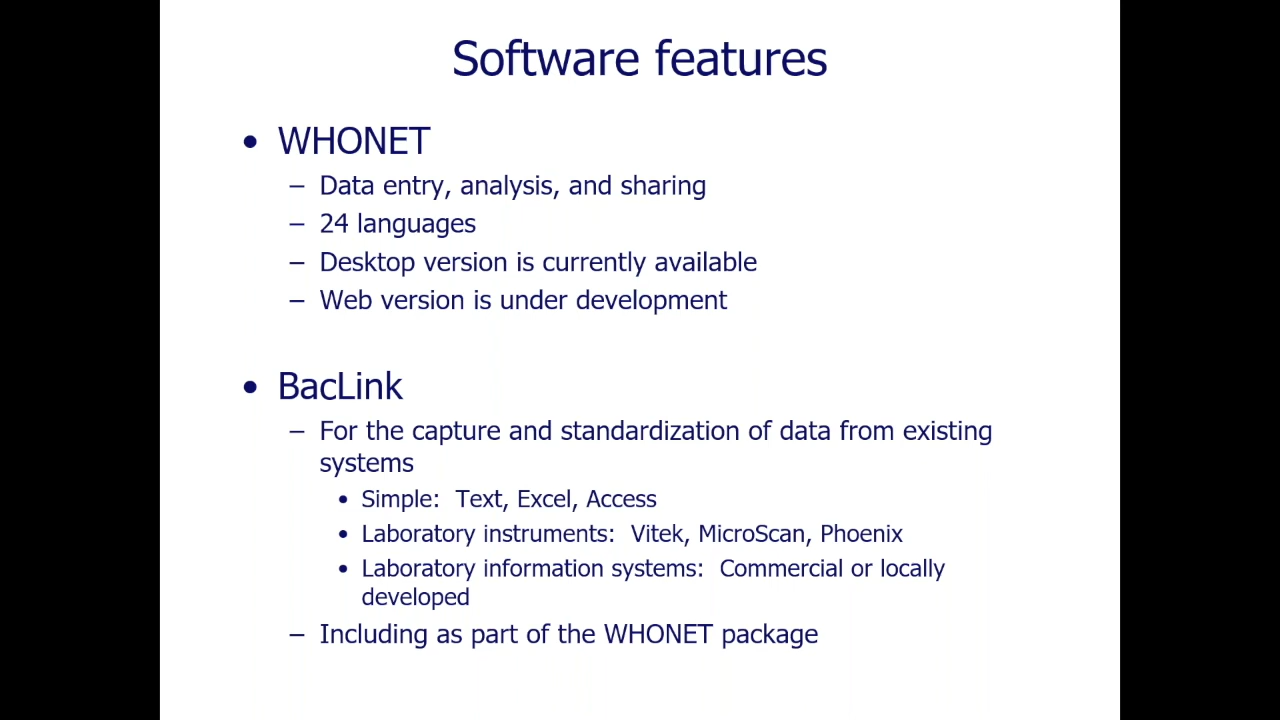 Software features
• WHONET
– Data entry, analysis, and sharing
– 24 languages
– Desktop version is currently available
– Web version is under development
• BacLink
– For the capture and standardization of data from existing
systems
• Simple:  Text, Excel, Access
• Laboratory instruments:  Vitek, MicroScan, Phoenix
• Laboratory information systems:  Commercial or locally
developed
– Including as part of the WHONET package